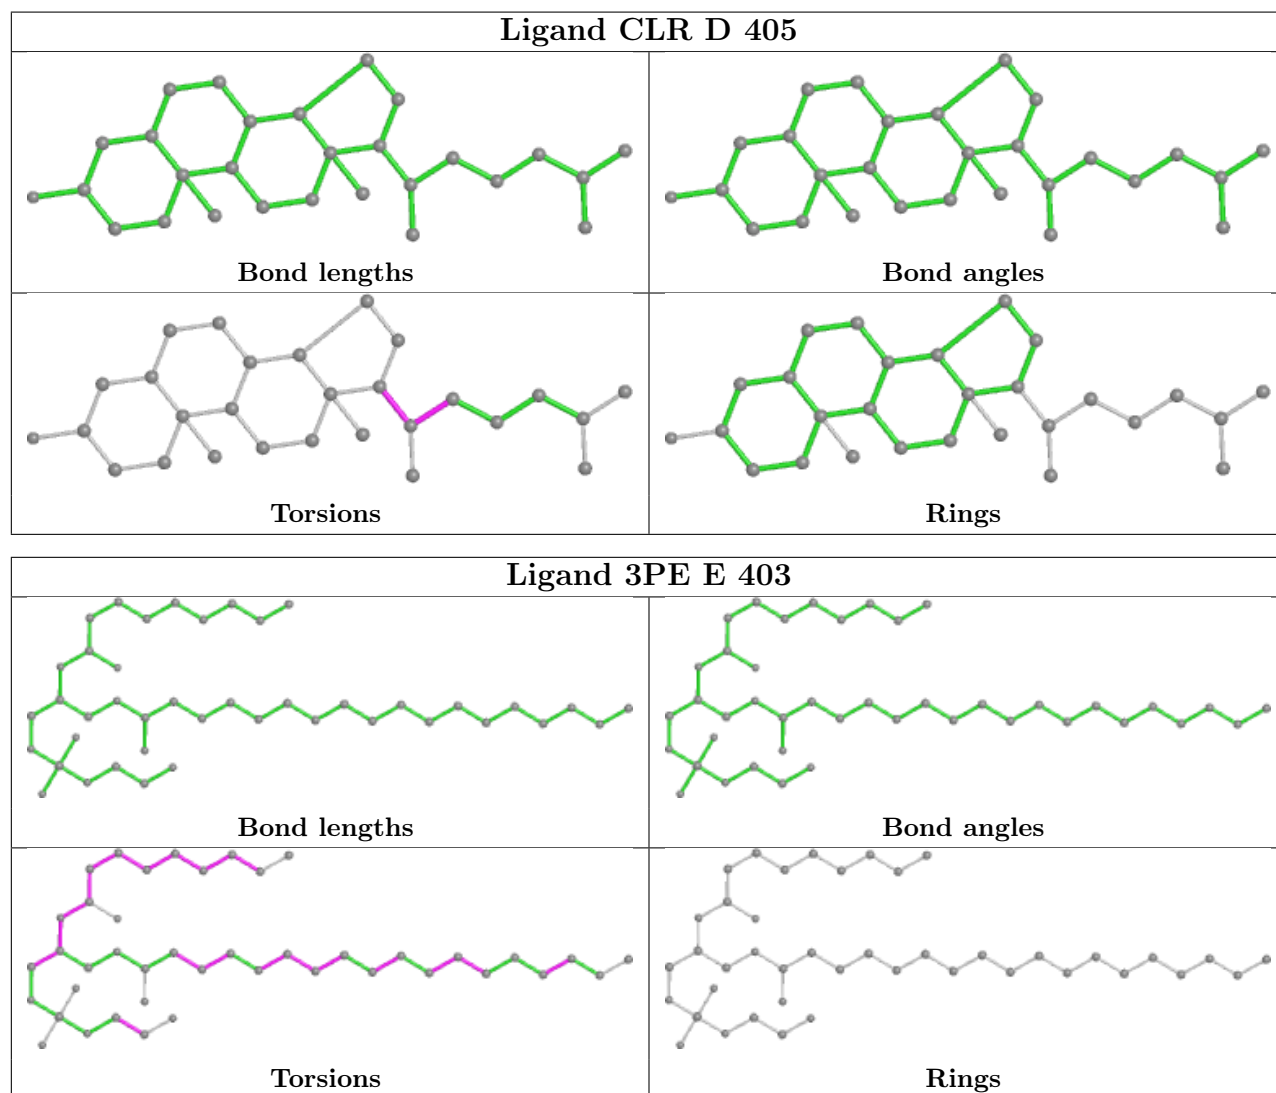 Ligand CLR D 405
Bond lengths
Bond angles
Torsions
Rings
Ligand 3PE E 403
Bond lengths
Bond angles
Torsions
Rings